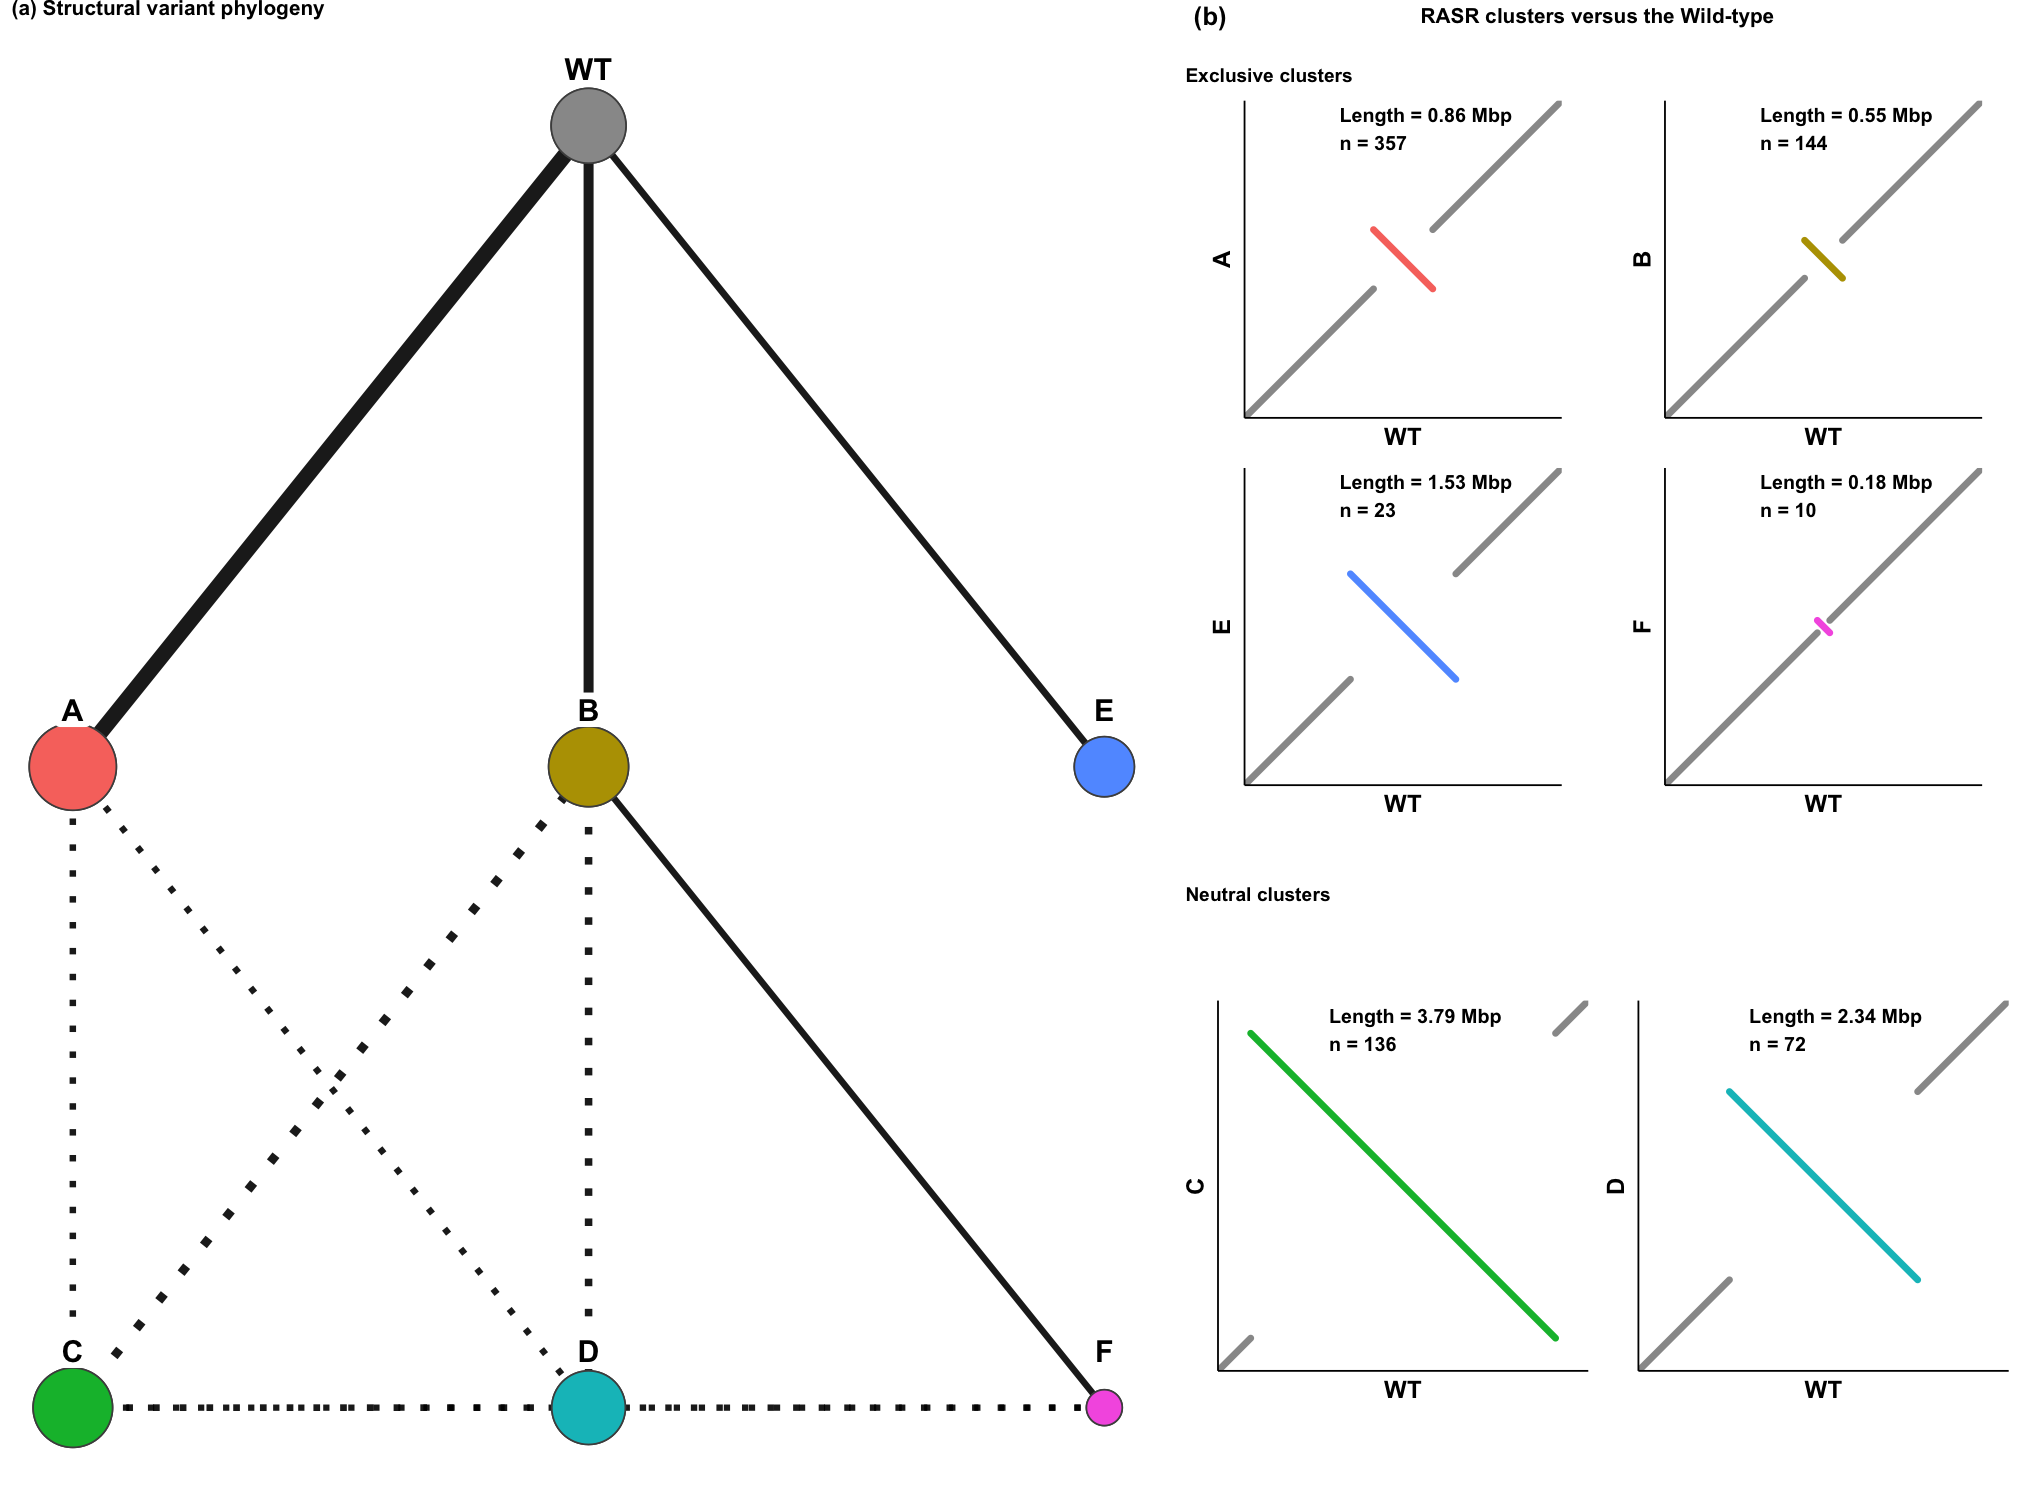 (a) Structural variant phylogeny
WT
A
B
E
C
D
F
(b)
RASR clusters versus the Wild-type
Exclusive clusters
Length = 0.86 Mbp
n = 357
A
WT
Length = 0.55 Mbp
n = 144
B
WT
Length = 1.53 Mbp
n = 23
E
WT
Length = 0.18 Mbp
n = 10
F
WT
Neutral clusters
Length = 3.79 Mbp
n = 136
C
WT
Length = 2.34 Mbp
n = 72
D
WT